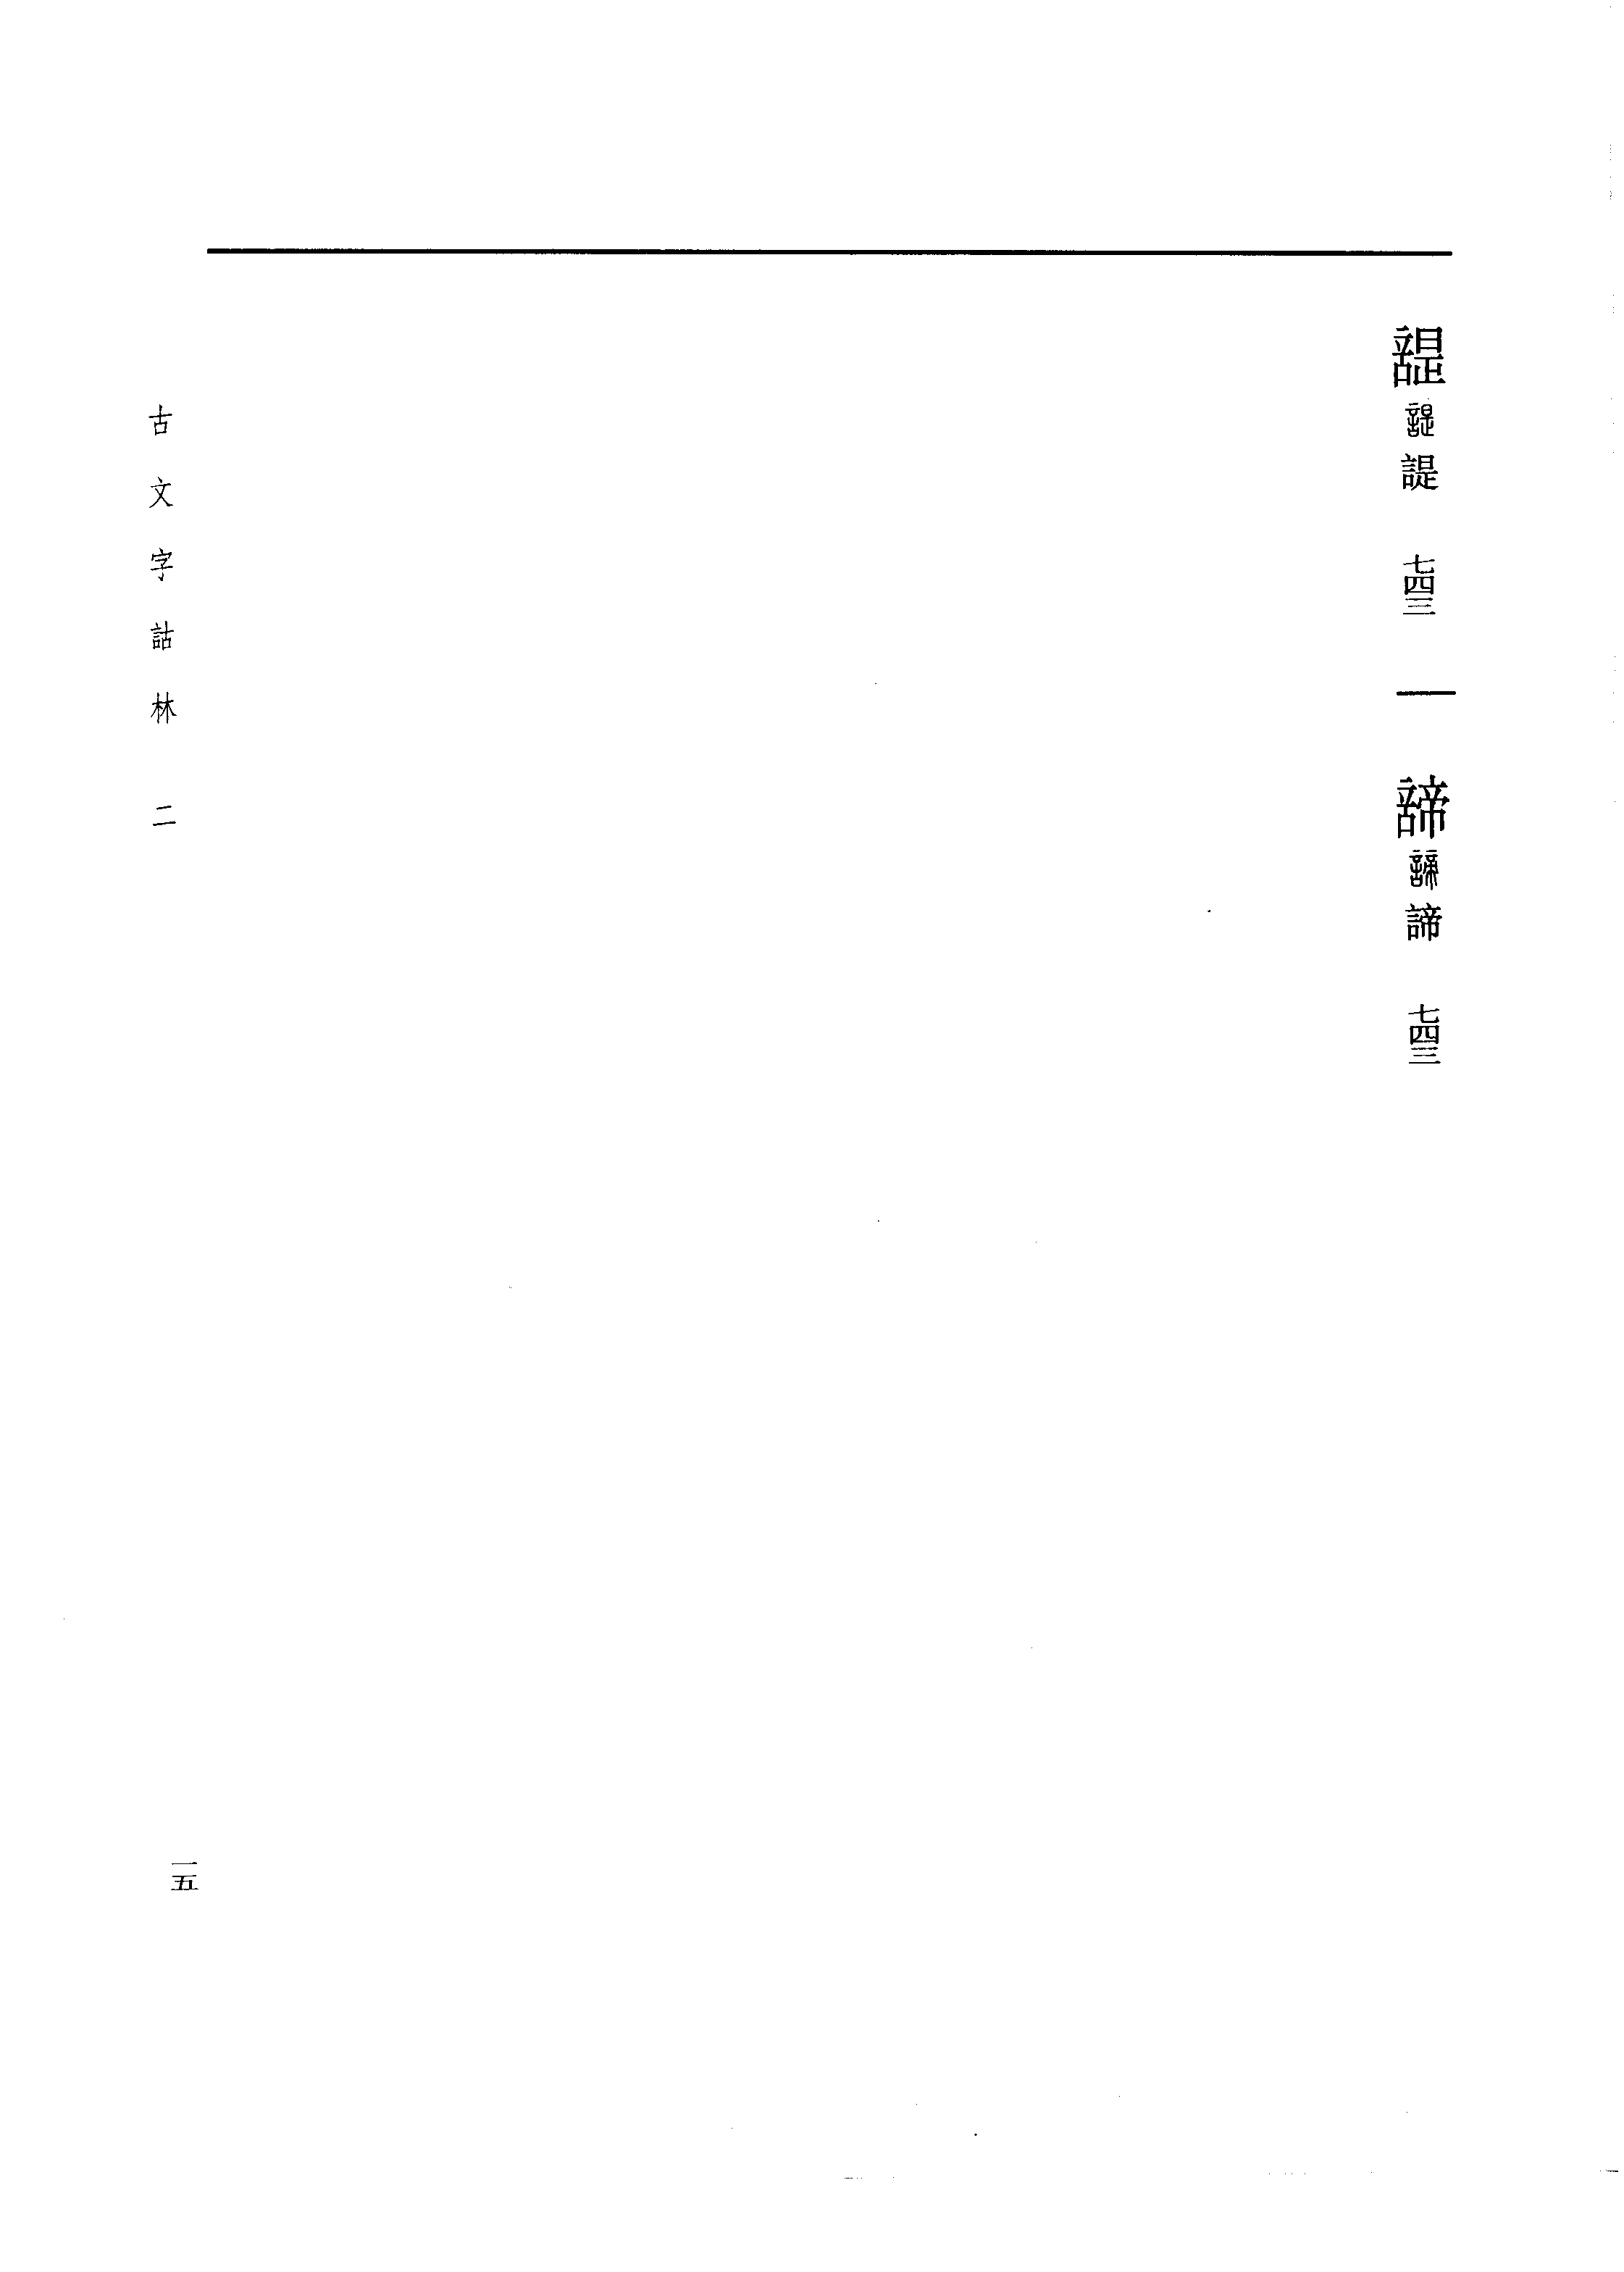 諟 諟 諟 七四三
諦 諦 諦 七四三
古文字詁林 二
一五